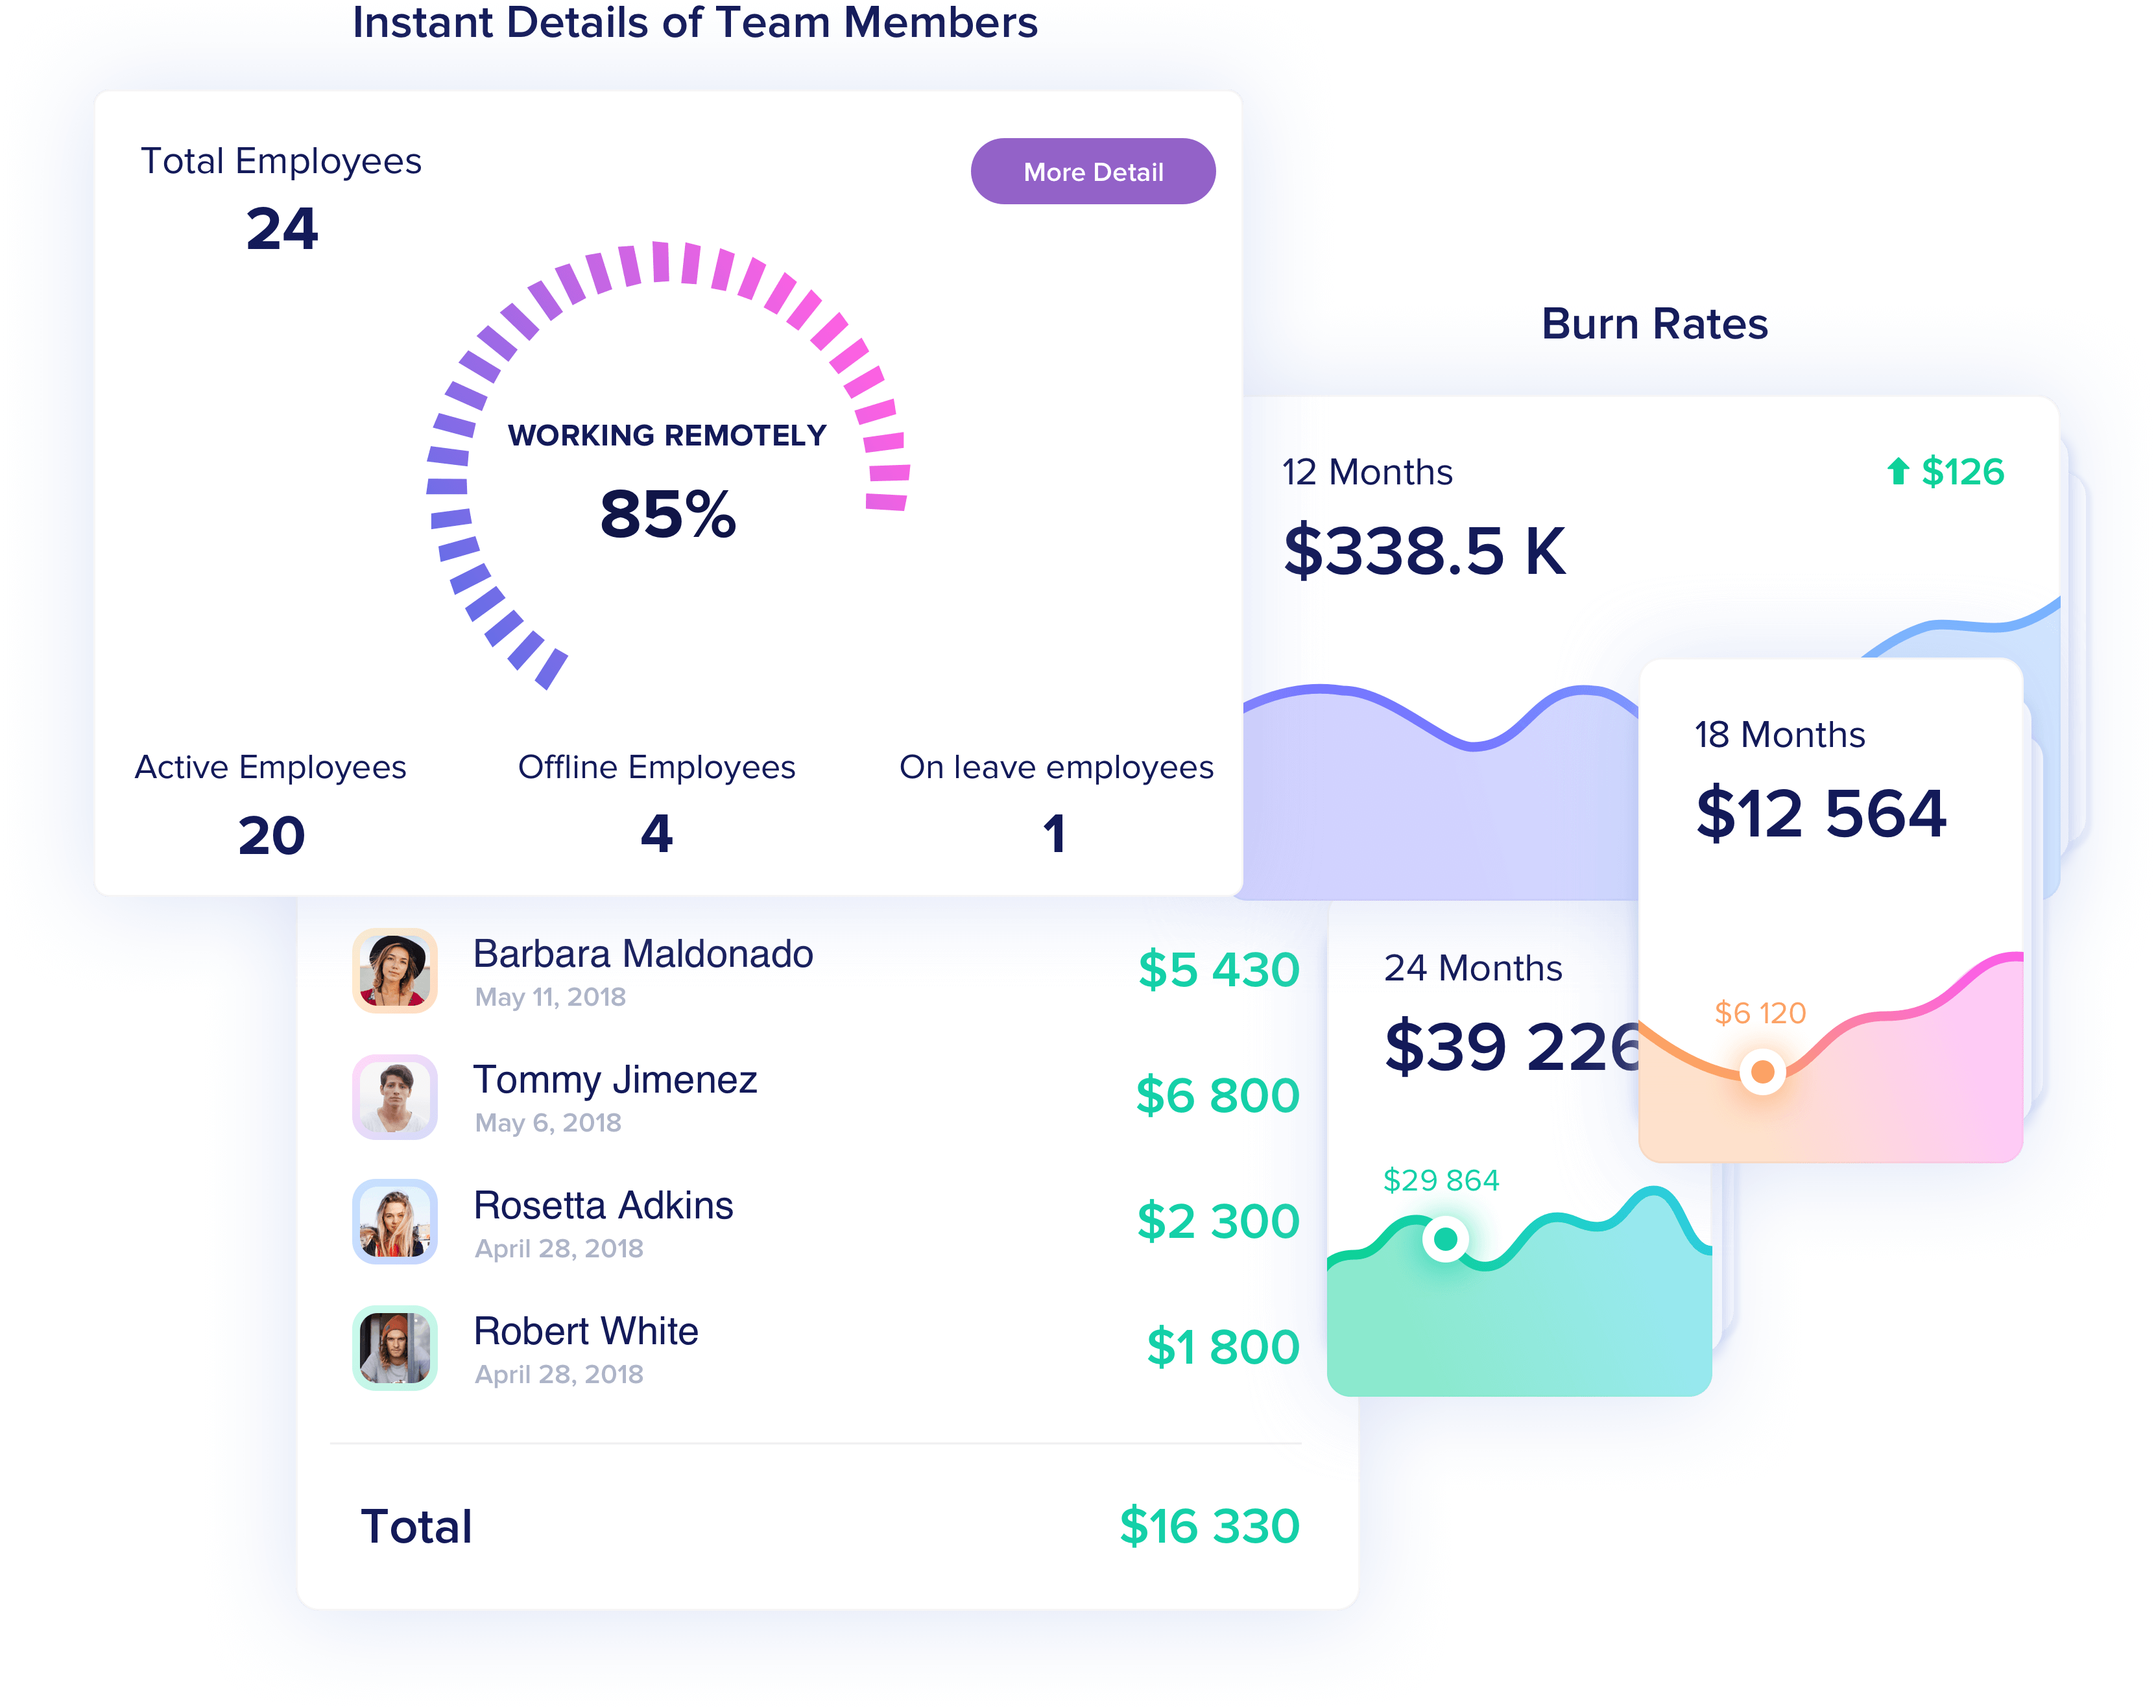 Instant Details of Team Members
Total Employees
24
More Detail
WORKING REMOTELY
85%
Active Employees
20
Offline Employees
4
On leave employees
1
Burn Rates
12 Months
$126
$338.5 K
18 Months
$12 564
$6 120
24 Months
$39 226
$29 864
Barbara Maldonado
May 11, 2018
$5 430
Tommy Jimenez
May 6, 2018
$6 800
Rosetta Adkins
April 28, 2018
$2 300
Robert White
April 28, 2018
$1 800
Total
$16 330